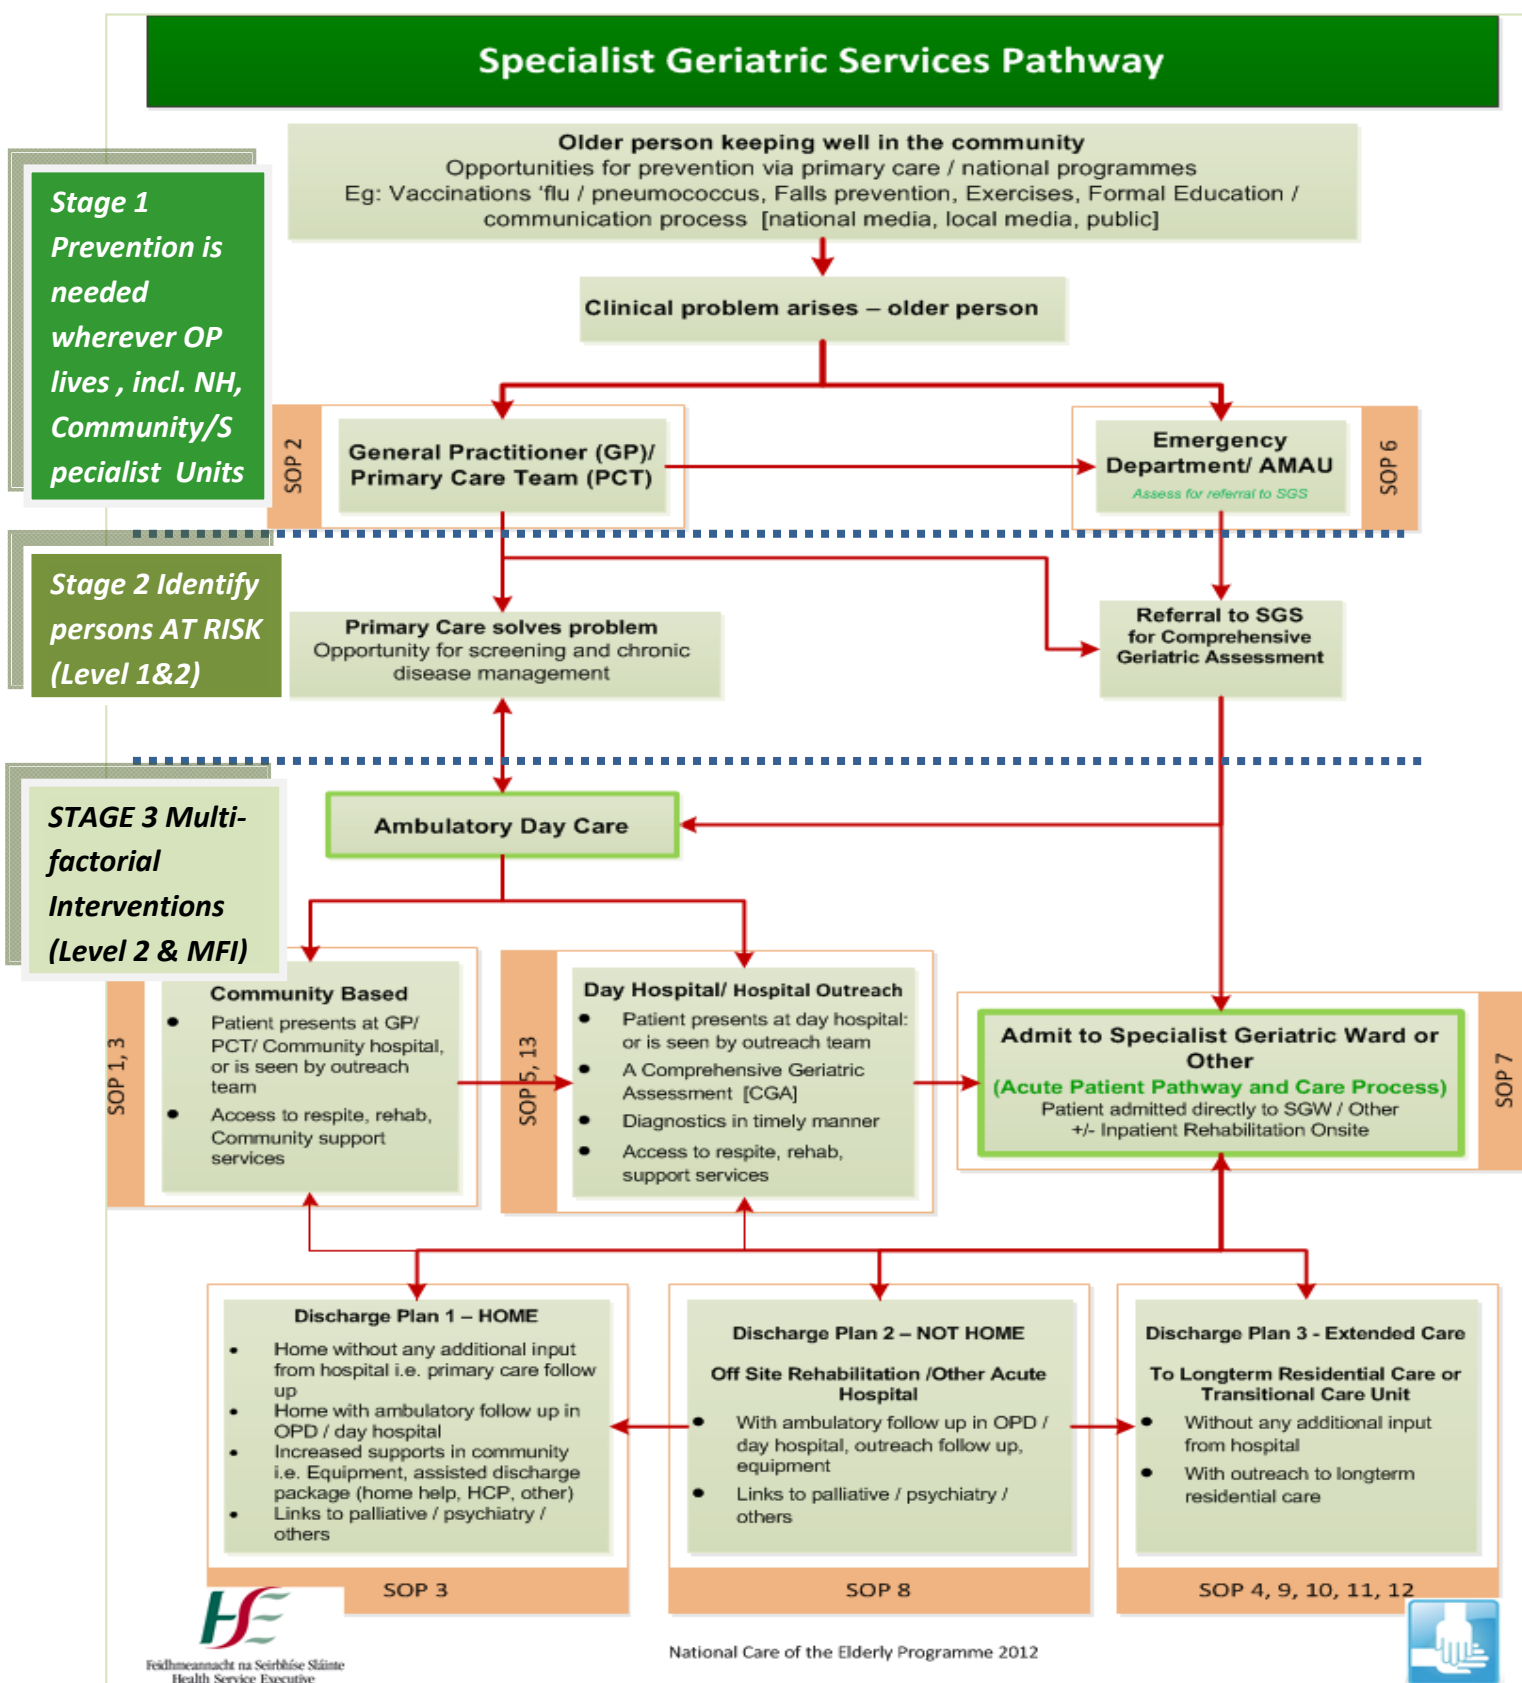 Specialist Geriatric Services Pathway
Older person keeping well in the community
Opportunities for prevention via primary care / national programmes
Eg: Vaccinations 'flu / pneumococcus, Falls prevention, Exercises, Formal Education /
communication process [national media, local media, public]
Stage 1
Prevention is
needed
wherever OP
lives , incl. NH,
Community/S
pecialist Units
Clinical problem arises – older person
SOP 2
General Practitioner (GP)/
Primary Care Team (PCT)
Emergency
Department/ AMAU
Assess for referral to SGS
SOP 6
Stage 2 Identify
persons AT RISK
(Level 1&2)
Primary Care solves problem
Opportunity for screening and chronic
disease management
Referral to SGS
for Comprehensive
Geriatric Assessment
STAGE 3 Multi-
factorial
Interventions
(Level 2 & MFI)
Ambulatory Day Care
SOP 1, 3
Community Based
• Patient presents at GP/
PCT/ Community hospital,
or is seen by outreach
team
• Access to respite, rehab,
Community support
services
SOP 5, 13
Day Hospital/ Hospital Outreach
• Patient presents at day hospital:
or is seen by outreach team
• A Comprehensive Geriatric
Assessment [CGA]
• Diagnostics in timely manner
• Access to respite, rehab,
support services
Admit to Specialist Geriatric Ward or
Other
(Acute Patient Pathway and Care Process)
Patient admitted directly to SGW / Other
+/- Inpatient Rehabilitation Onsite
SOP 7
Discharge Plan 1 – HOME
• Home without any additional input
from hospital i.e. primary care follow
up
• Home with ambulatory follow up in
OPD / day hospital
• Increased supports in community
i.e. Equipment, assisted discharge
package (home help, HCP, other)
• Links to palliative / psychiatry /
others
SOP 3
Discharge Plan 2 – NOT HOME
Off Site Rehabilitation /Other Acute
Hospital
• With ambulatory follow up in OPD /
day hospital, outreach follow up,
equipment
• Links to palliative / psychiatry /
others
SOP 8
Discharge Plan 3 - Extended Care
To Longterm Residential Care or
Transitional Care Unit
• Without any additional input
from hospital
• With outreach to longterm
residential care
SOP 4, 9, 10, 11, 12
HSE
Feidhmeannacht na Seirbhíse Sláinte
Health Service Executive
National Care of the Elderly Programme 2012